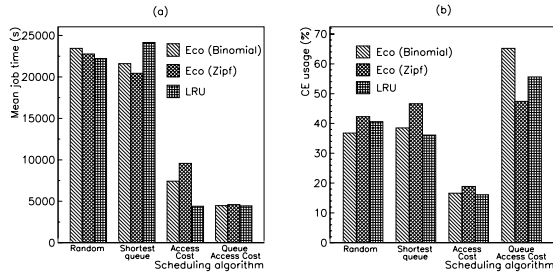 (a)
Mean job time (s)
25000
20000
15000
10000
5000
0
Eco (Binomial)
Eco (Zipf)
LRU
Random
Shortest
queue
Access
Cost
Queue
Access Cost
Scheduling algorithm
(b)
CE usage (%)
70
60
50
40
30
20
10
0
Eco (Binomial)
Eco (Zipf)
LRU
Random
Shortest
queue
Access
Cost
Queue
Access Cost
Scheduling algorithm